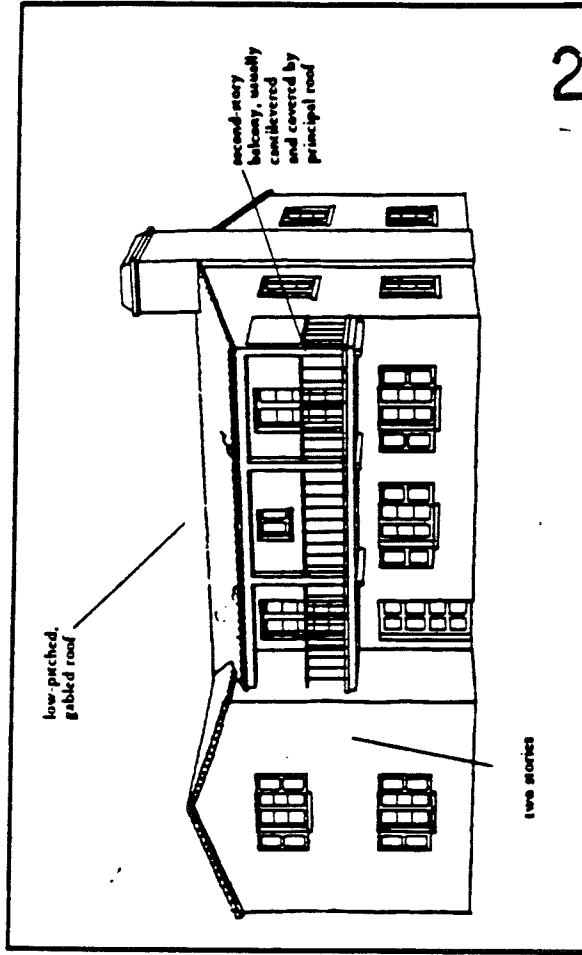 low-pitched,
gabled roof
second-story
balcony, usually
cantilevered
and covered by
principal roof
two stories
2